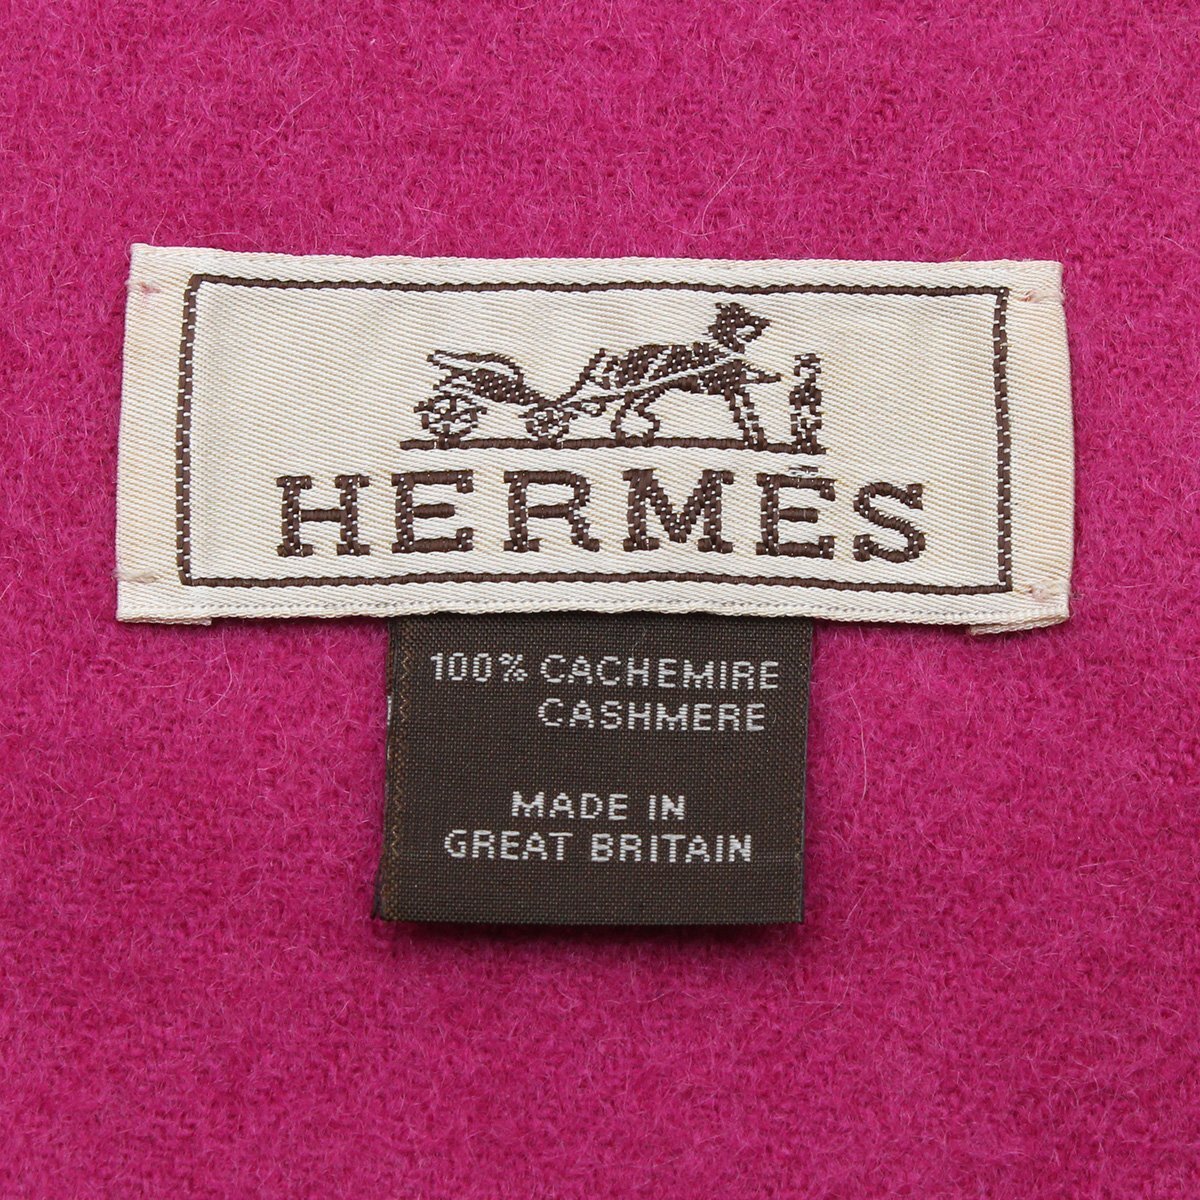 HERMÈS
100% CACHEMIRE
CASHMERE
MADE IN
GREAT BRITAIN